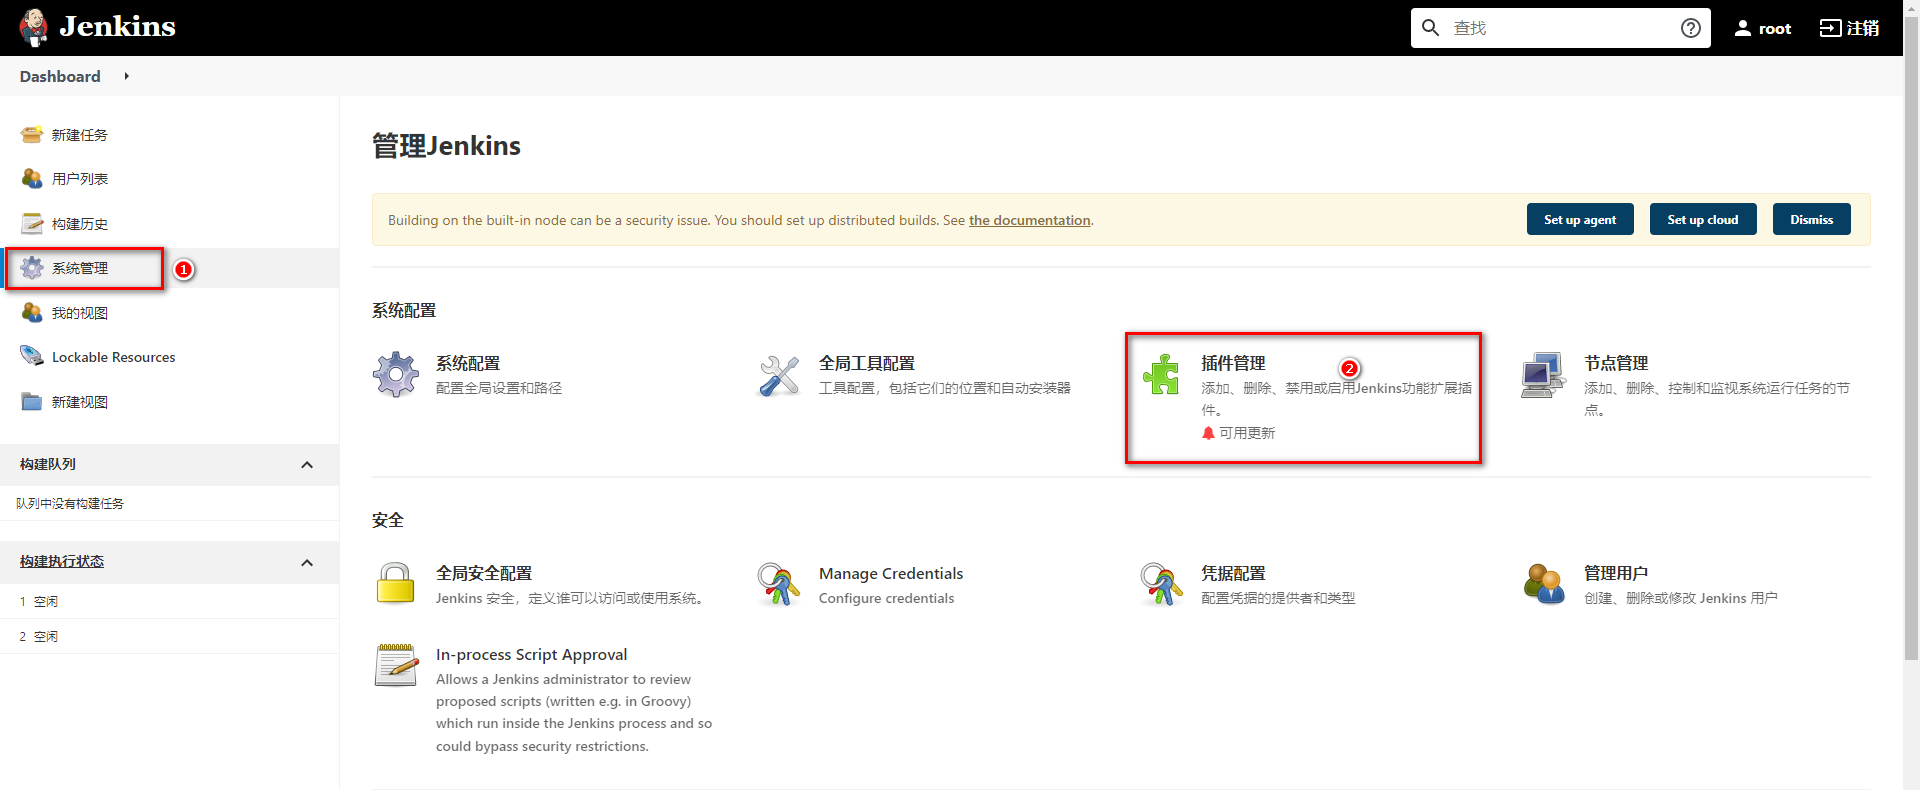 Jenkins
查找
root
注销
Dashboard
新建任务
用户列表
构建历史
系统管理
1
我的视图
Lockable Resources
新建视图
构建队列
队列中没有构建任务
构建执行状态
1 空闲
2 空闲
管理Jenkins
Building on the built-in node can be a security issue. You should set up distributed builds. See the documentation.
Set up agent
Set up cloud
Dismiss
系统配置
系统配置
配置全局设置和路径
全局工具配置
工具配置，包括它们的位置和自动安装器
插件管理
2
添加、删除、禁用或启用Jenkins功能扩展插
件。
可用更新
节点管理
添加、删除、控制和监视系统运行任务的节
点。
安全
全局安全配置
Jenkins 安全，定义谁可以访问或使用系统。
Manage Credentials
Configure credentials
凭据配置
配置凭据的提供者和类型
管理用户
创建、删除或修改 Jenkins 用户
In-process Script Approval
Allows a Jenkins administrator to review
proposed scripts (written e.g. in Groovy)
which run inside the Jenkins process and so
could bypass security restrictions.